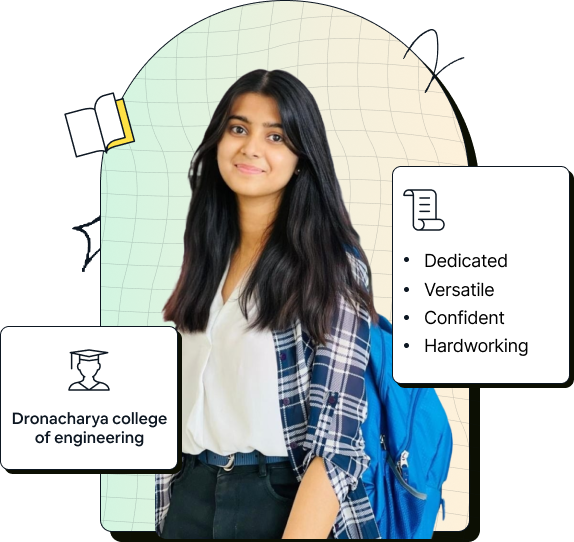 Dedicated
Versatile
Confident
Hardworking
Dronacharya college
of engineering